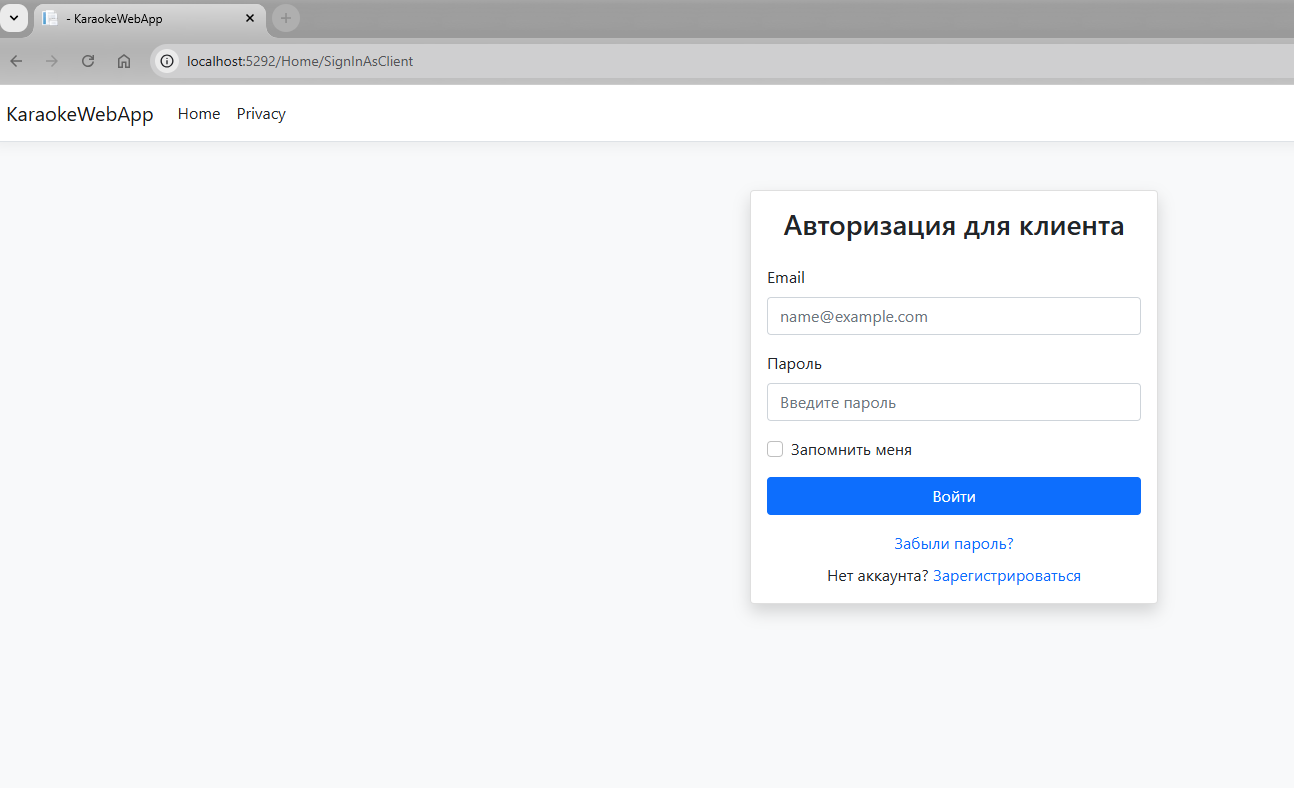 - KaraokeWebApp
localhost:5292/Home/SignInAsClient
KaraokeWebApp Home Privacy
Авторизация для клиента
Email
name@example.com
Пароль
Введите пароль
Запомнить меня
Войти
Забыли пароль?
Нет аккаунта? Зарегистрироваться